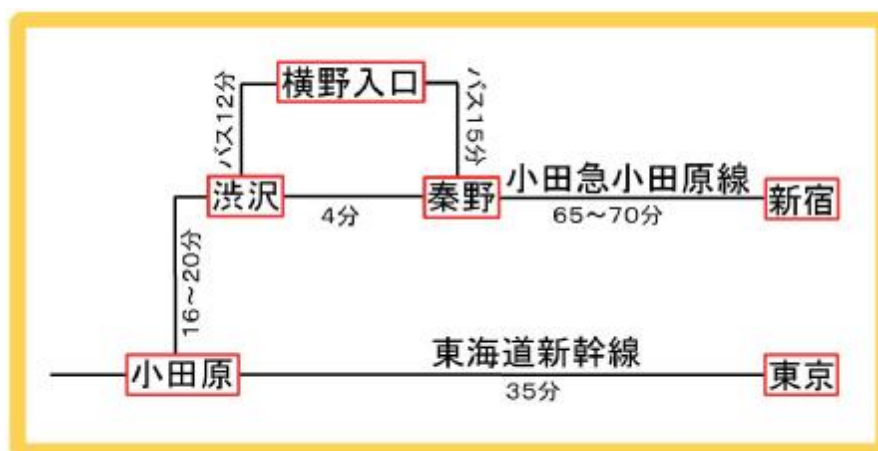 横野入口
バス12分
バス15分
渋沢
4分
秦野
小田急小田原線
65～70分
新宿
16～20分
小田原
東海道新幹線
35分
東京